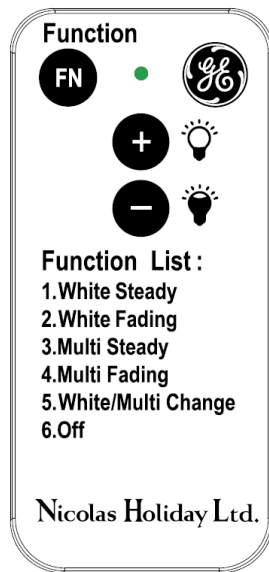 Function
FN
GE
+
−
Function List :
1.White Steady
2.White Fading
3.Multi Steady
4.Multi Fading
5.White/Multi Change
6.Off
Nicolas Holiday Ltd.